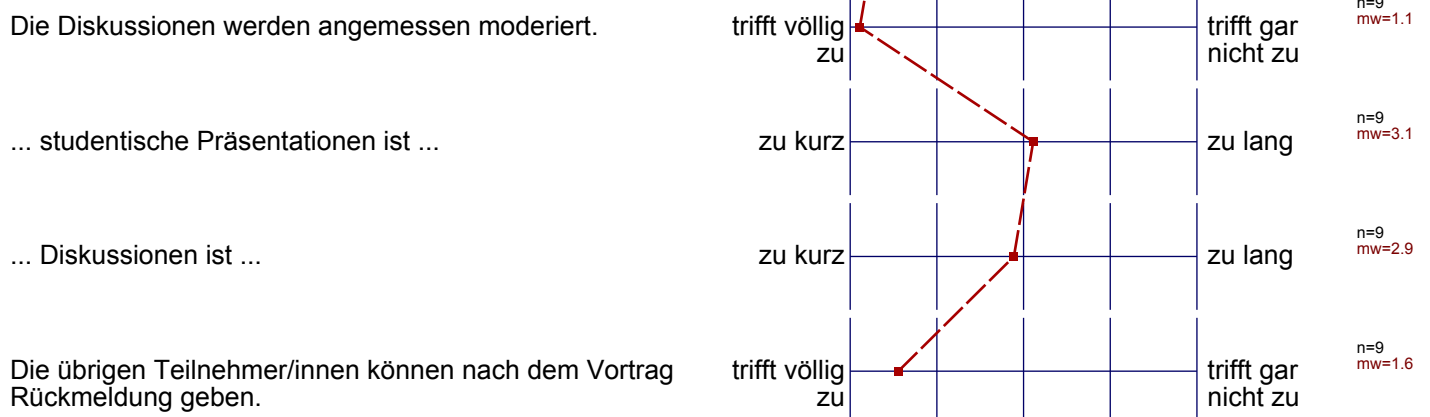 n=9
Die Diskussionen werden angemessen moderiert. trifft völlig trifft gar mw=1.1
zu nicht zu
... studentische Präsentationen ist ... zu kurz zu lang n=9
mw=3.1
... Diskussionen ist ... zu kurz zu lang n=9
mw=2.9
n=9
Die übrigen Teilnehmer/innen können nach dem Vortrag trifft völlig trifft gar mw=1.6
Rückmeldung geben. zu nicht zu